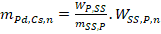 m_{Pd,Cs,n} = \frac{W_{P,SS}}{m_{SS,P}} . W_{SS,P,n}